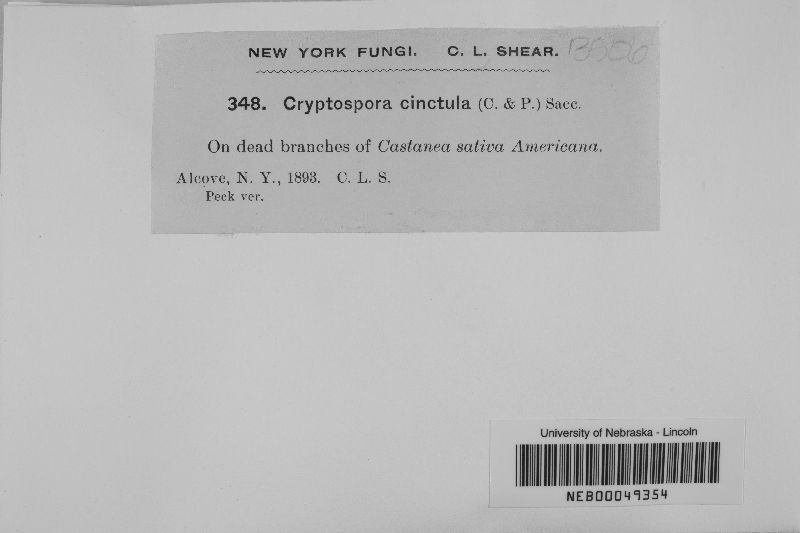 NEW YORK FUNGI. C. L. SHEAR. 13506
348. Cryptospora cinctula (C. & P.) Sacc.
On dead branches of Castanea sativa Americana.
Alcove, N. Y., 1893. C. L. S.
Peck ver.
University of Nebraska - Lincoln
NEB00049354